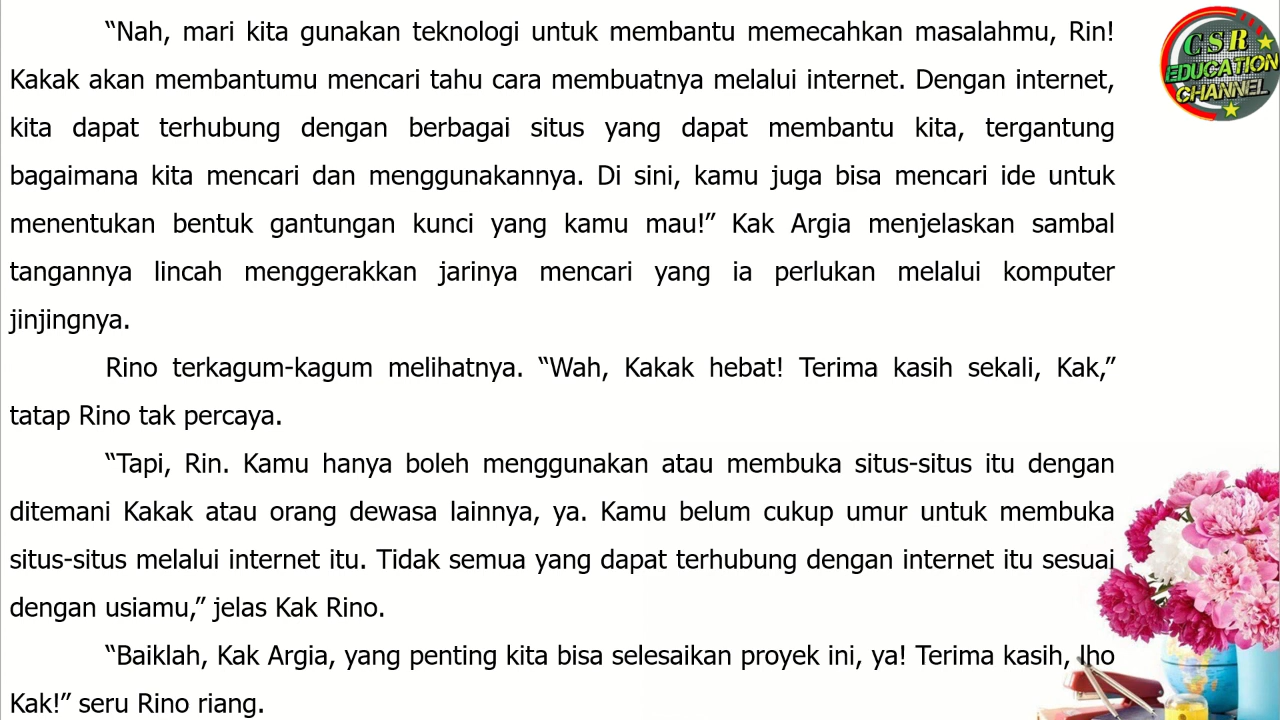 “Nah, mari kita gunakan teknologi untuk membantu memecahkan masalahmu, Rin!
Kakak akan membantumu mencari tahu cara membuatnya melalui internet. Dengan internet,
kita dapat terhubung dengan berbagai situs yang dapat membantu kita, tergantung
bagaimana kita mencari dan menggunakannya. Di sini, kamu juga bisa mencari ide untuk
menentukan bentuk gantungan kunci yang kamu mau!” Kak Argia menjelaskan sambal
tangannya lincah menggerakkan jarinya mencari yang ia perlukan melalui komputer
jinjingnya.
Rino terkagum-kagum melihatnya. “Wah, Kakak hebat! Terima kasih sekali, Kak,”
tatap Rino tak percaya.
“Tapi, Rin. Kamu hanya boleh menggunakan atau membuka situs-situs itu dengan
ditemani Kakak atau orang dewasa lainnya, ya. Kamu belum cukup umur untuk membuka
situs-situs melalui internet itu. Tidak semua yang dapat terhubung dengan internet itu sesuai
dengan usiamu,” jelas Kak Rino.
“Baiklah, Kak Argia, yang penting kita bisa selesaikan proyek ini, ya! Terima kasih, lho
Kak!” seru Rino riang.
CSR
EDUCATION
CHANNEL